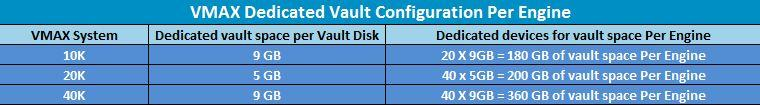 VMAX Dedicated Vault Configuration Per Engine
VMAX System Dedicated vault space per Vault Disk Dedicated devices for vault space Per Engine
10K 9 GB 20 X 9GB = 180 GB of vault space Per Engine
20K 5 GB 40 x 5GB = 200 GB of vault space Per Engine
40K 9 GB 40 X 9GB = 360 GB of vault space Per Engine